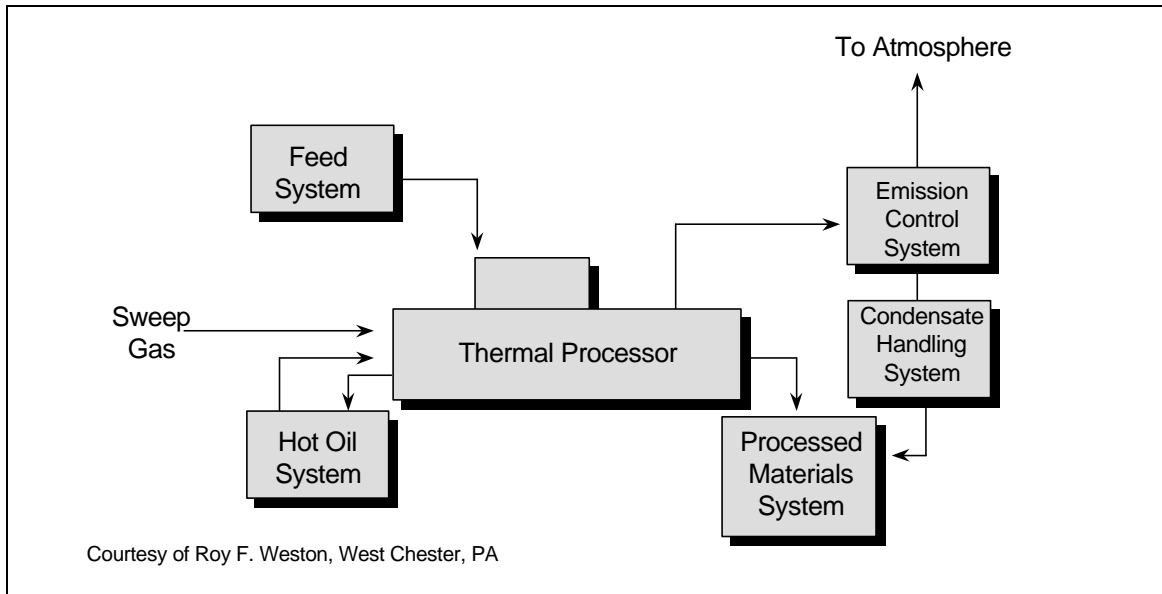 To Atmosphere
Feed
System
Emission
Control
System
Sweep
Gas
Thermal Processor
Condensate
Handling
System
Hot Oil
System
Processed
Materials
System
Courtesy of Roy F. Weston, West Chester, PA